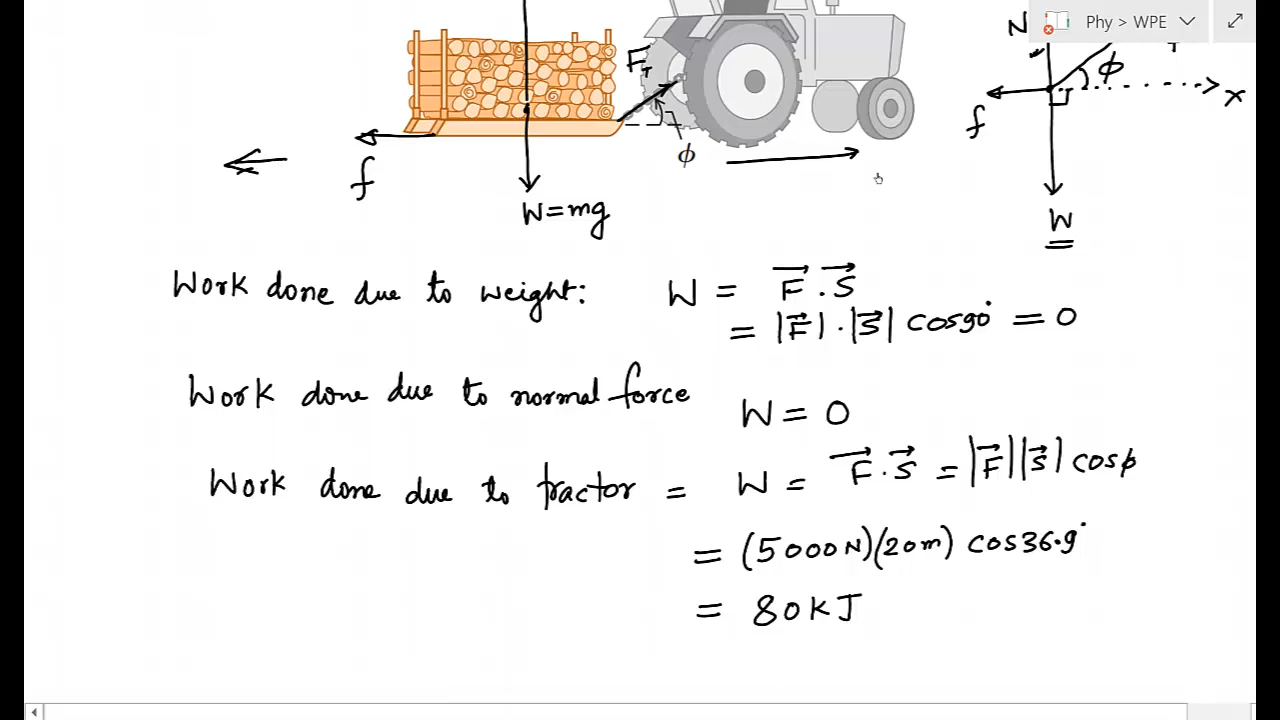 Phy > WPE
N
F_T
ϕ
ϕ
x
f
f
W=mg
W
Work done due to weight: W = F⃗.S⃗
= |F⃗|.|S⃗| cos90° = 0
Work done due to normal force
W = 0
Work done due to tractor = W = F⃗.S⃗ = |F⃗||S⃗| cosϕ
= (5000N)(20m) cos36.9°
= 80kJ